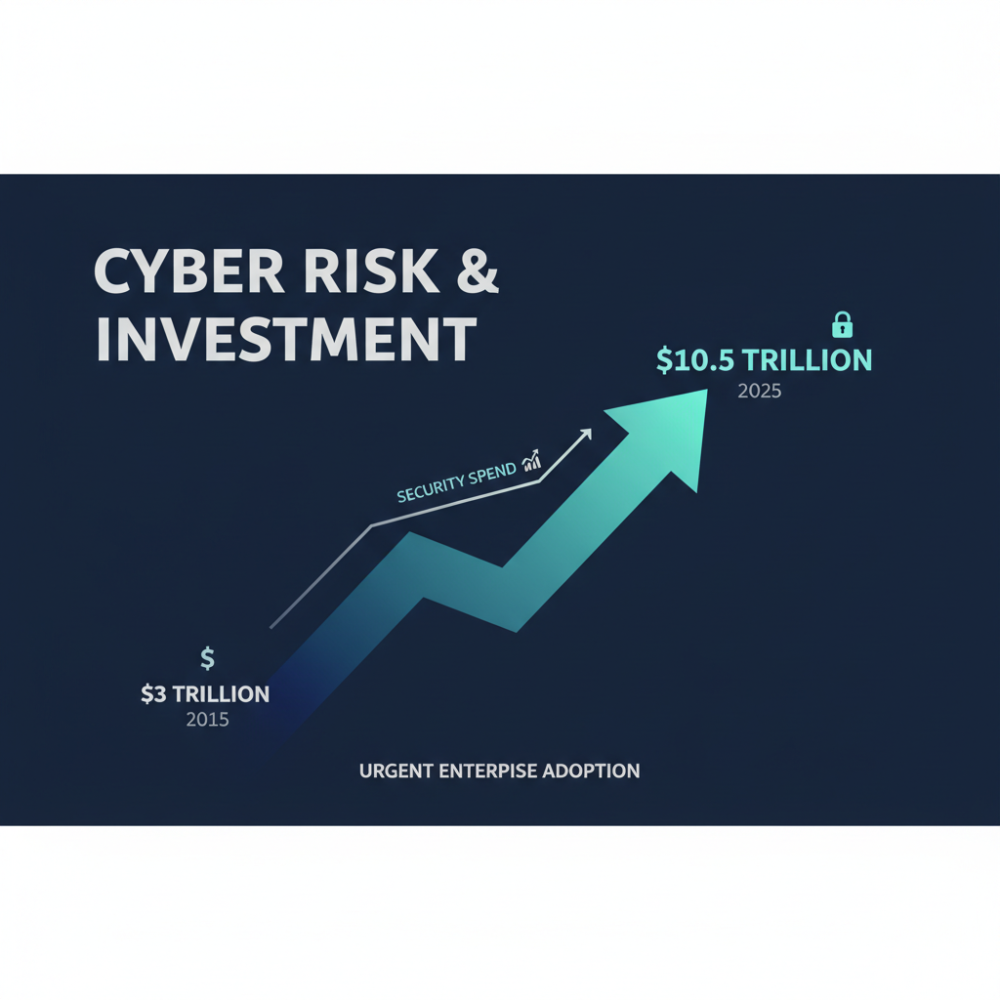 CYBER RISK &
INVESTMENT
$10.5 TRILLION
2025
SECURITY SPEND
$
$3 TRILLION
2015
URGENT ENTERPISE ADOPTION